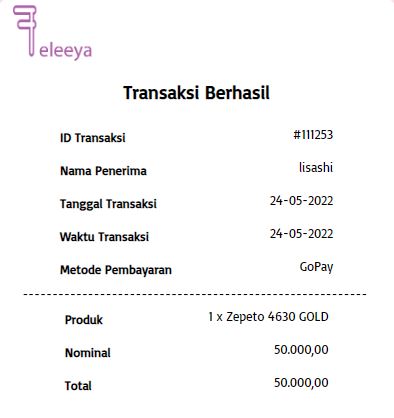 Teleeya
Transaksi Berhasil
ID Transaksi #111253
Nama Penerima lisashi
Tanggal Transaksi 24-05-2022
Waktu Transaksi 24-05-2022
Metode Pembayaran GoPay
Produk 1 x Zepeto 4630 GOLD
Nominal 50.000,00
Total 50.000,00